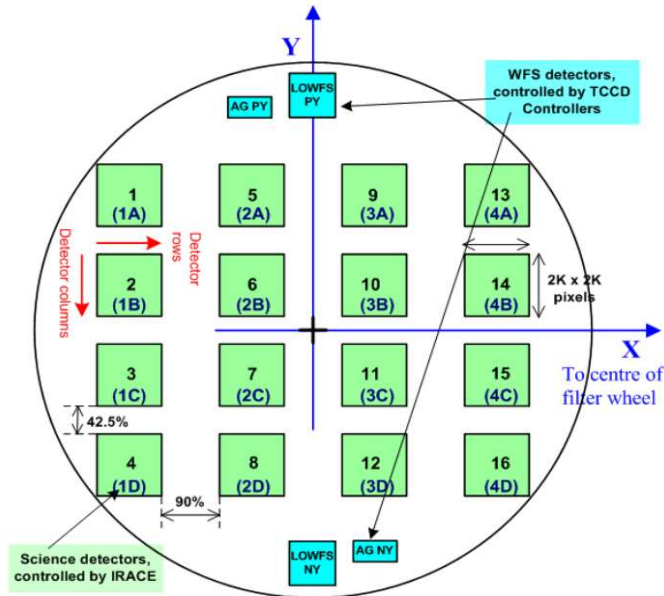 Y
LOWFS
PY
AG PY
WFS detectors,
controlled by TCCD
Controllers
1
(1A)
5
(2A)
9
(3A)
13
(4A)
Detector columns
Detector
rows
2
(1B)
6
(2B)
10
(3B)
14
(4B)
2K x 2K
pixels
X
To centre of
filter wheel
3
(1C)
7
(2C)
11
(3C)
15
(4C)
42.5%
4
(1D)
8
(2D)
12
(3D)
16
(4D)
90%
Science detectors,
controlled by IRACE
LOWFS
NY
AG NY